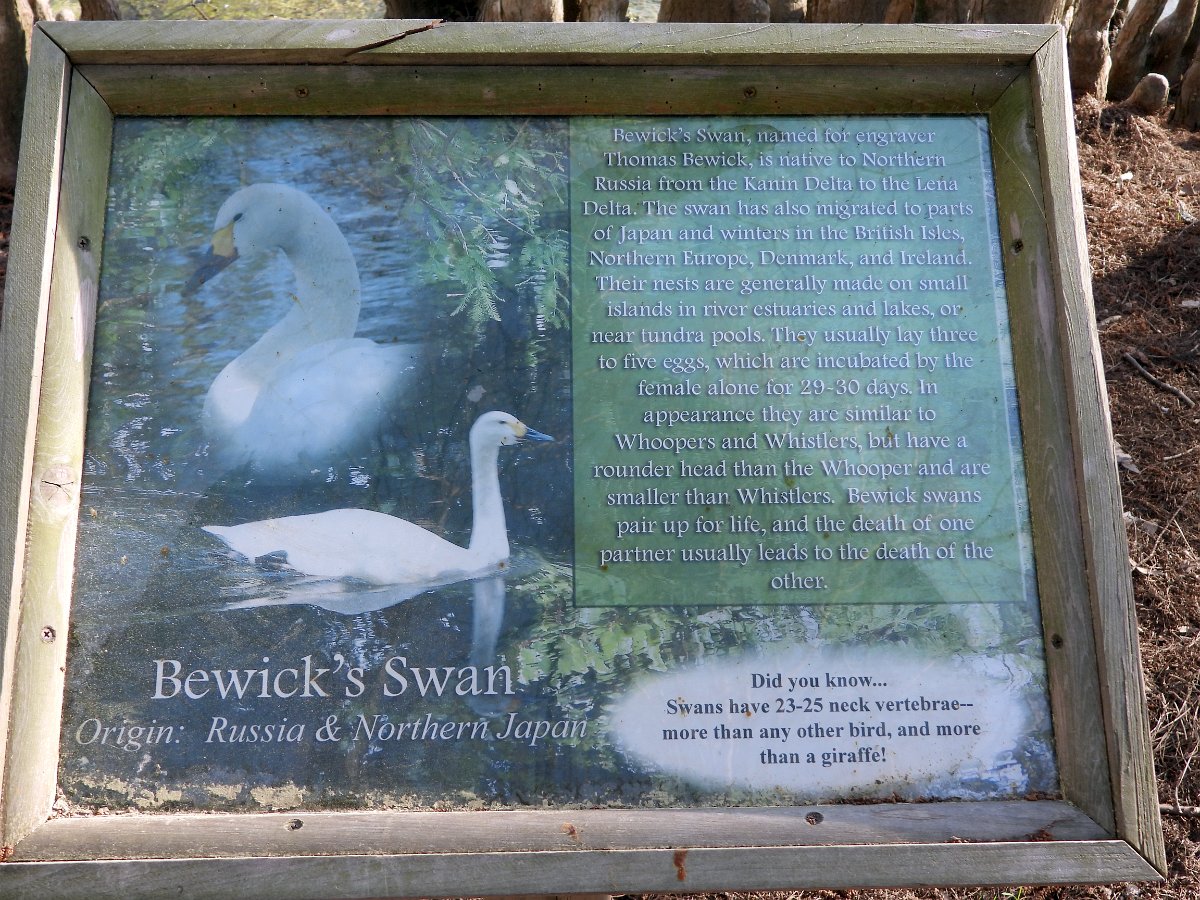 Bewick's Swan, named for engraver
Thomas Bewick, is native to Northern
Russia from the Kanin Delta to the Lena
Delta. The swan has also migrated to parts
of Japan and winters in the British Isles,
Northern Europe, Denmark, and Ireland.
Their nests are generally made on small
islands in river estuaries and lakes, or
near tundra pools. They usually lay three
to five eggs, which are incubated by the
female alone for 29-30 days. In
appearance they are similar to
Whoopers and Whistlers, but have a
rounder head than the Whooper and are
smaller than Whistlers. Bewick swans
pair up for life, and the death of one
partner usually leads to the death of the
other.
Bewick's Swan
Origin: Russia & Northern Japan
Did you know...
Swans have 23-25 neck vertebrae--
more than any other bird, and more
than a giraffe!